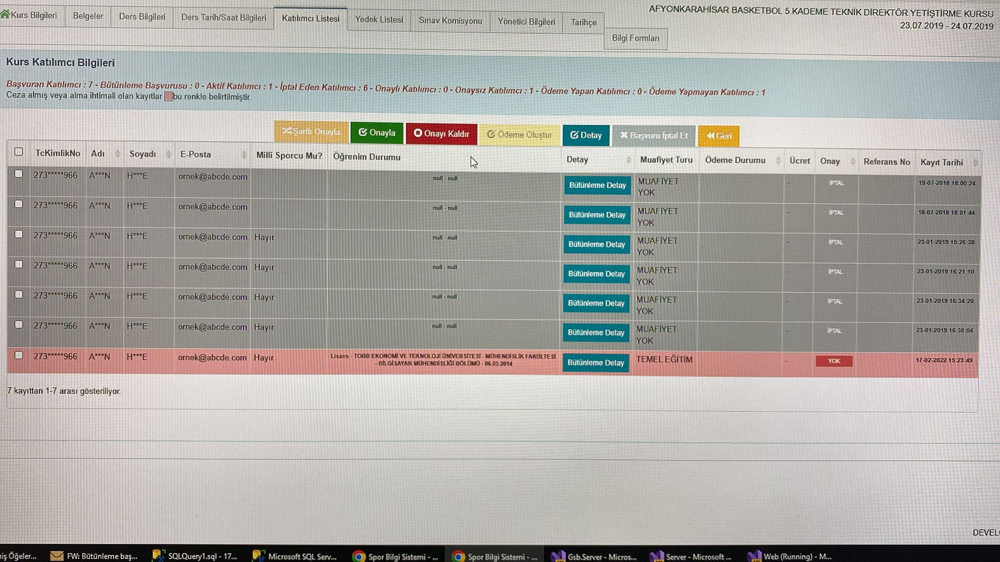 Kurs Bilgileri
Belgeler
Ders Bilgileri
Ders Tarih/Saat Bilgileri
Katılımcı Listesi
Yedek Listesi
Sınav Komisyonu
Yönetici Bilgileri
Tarihçe
Bilgi Formları
AFYONKARAHİSAR BASKETBOL 5.KADEME TEKNİK DİREKTÖR YETİŞTİRME KURSU
23.07.2019 - 24.07.2019
Kurs Katılımcı Bilgileri
Başvuran Katılımcı : 7 - Bütünleme Başvurusu : 0 - Aktif Katılımcı : 1 - İptal Eden Katılımcı : 6 - Onaylı Katılımcı : 0 - Onaysız Katılımcı : 1 - Ödeme Yapan Katılımcı : 0 - Ödeme Yapmayan Katılımcı : 1
Ceza almış veya alma ihtimali olan kayıtlar bu renkle belirtilmiştir.
Şartlı Onayla
Onayla
Onayı Kaldır
Ödeme Oluştur
Detay
Başvuru İptal Et
Geri
TcKimlikNo Adı Soyadı E-Posta Milli Sporcu Mu? Öğrenim Durumu Detay Muafiyet Turu Ödeme Durumu Ücret Onay Referans No Kayıt Tarihi
273*****966 A***N H***E ornek@abcde.com null - null Bütünleme Detay MUAFİYET - İPTAL 19-07-2018 18:00:24
YOK
273*****966 A***N H***E ornek@abcde.com null - null Bütünleme Detay MUAFİYET - İPTAL 18-07-2018 18:01:44
YOK
273*****966 A***N H***E ornek@abcde.com Hayır null - null Bütünleme Detay MUAFİYET - İPTAL 23-01-2019 15:26:38
YOK
273*****966 A***N H***E ornek@abcde.com Hayır null - null Bütünleme Detay MUAFİYET - İPTAL 23-01-2019 16:21:10
YOK
273*****966 A***N H***E ornek@abcde.com Hayır null - null Bütünleme Detay MUAFİYET - İPTAL 23-01-2019 16:34:20
YOK
273*****966 A***N H***E ornek@abcde.com Hayır null - null Bütünleme Detay MUAFİYET - İPTAL 23-01-2019 16:38:04
YOK
273*****966 A***N H***E ornek@abcde.com Hayır Lisans - TOBB EKONOMİ VE TEKNOLOJİ ÜNİVERSİTESİ - MÜHENDİSLİK FAKÜLTESİ Bütünleme Detay TEMEL EĞİTİM - YOK 17-02-2022 15:23:49
- BİLGİSAYAR MÜHENDİSLİĞİ BÖLÜMÜ - 06.05.2014
7 kayıttan 1-7 arası gösteriliyor.
DEVEL
iş Öğeler...
FW: Bütünleme baş...
SQLQuery1.sql - 17...
Microsoft SQL Serv...
Spor Bilgi Sistemi - ...
Spor Bilgi Sistemi - ...
Gsb.Server - Micros...
Server - Microsoft ...
Web (Running) - M...